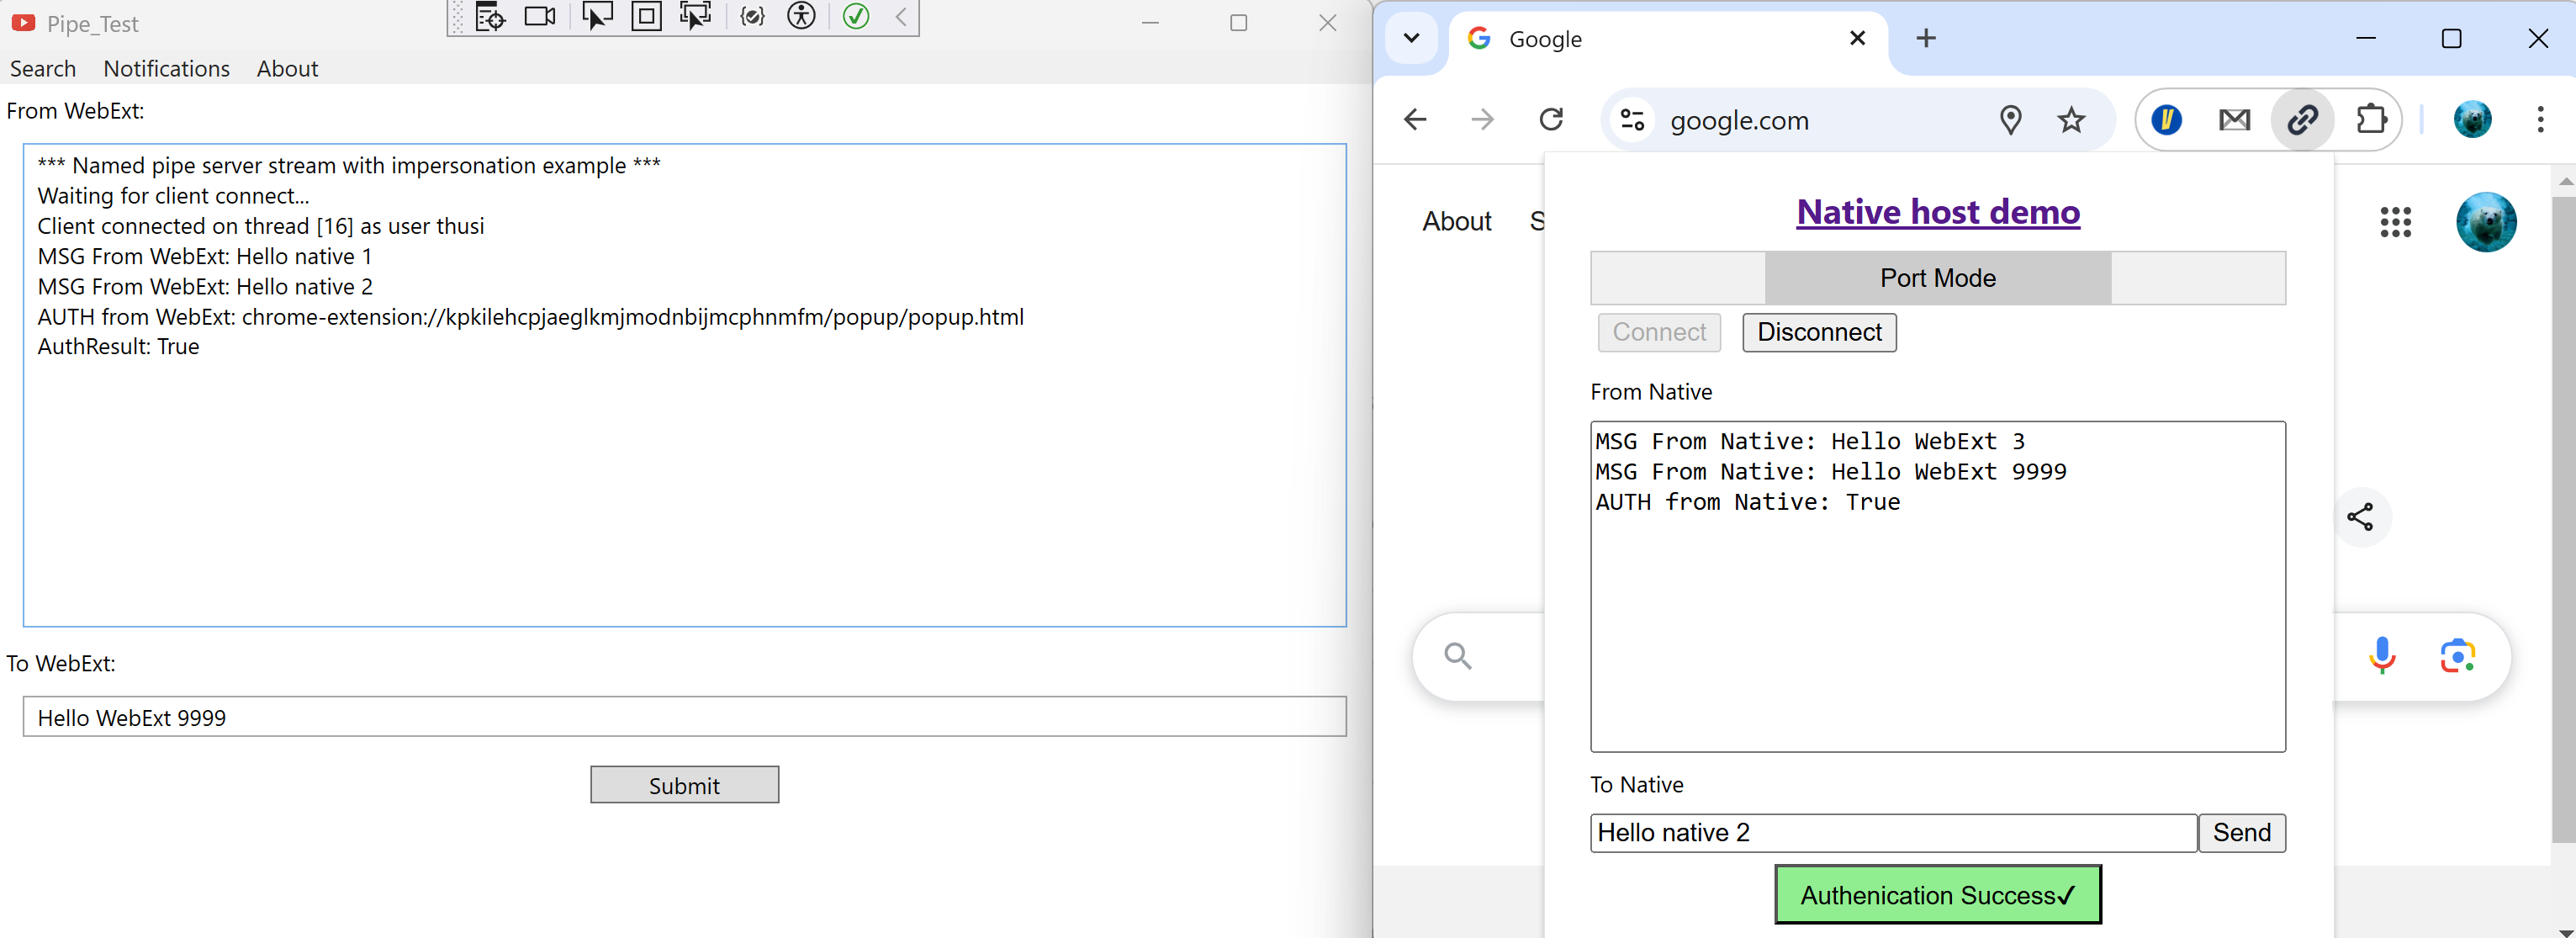 Pipe_Test
Search Notifications About
From WebExt:
*** Named pipe server stream with impersonation example ***
Waiting for client connect...
Client connected on thread [16] as user thusi
MSG From WebExt: Hello native 1
MSG From WebExt: Hello native 2
AUTH from WebExt: chrome-extension://kpkilehcpjaeglkmjmodnbijmcphnmfm/popup/popup.html
AuthResult: True
To WebExt:
Hello WebExt 9999
Submit
Google
google.com
About S
Native host demo
Port Mode
Connect Disconnect
From Native
MSG From Native: Hello WebExt 3
MSG From Native: Hello WebExt 9999
AUTH from Native: True
To Native
Hello native 2 Send
Authenication Success✓